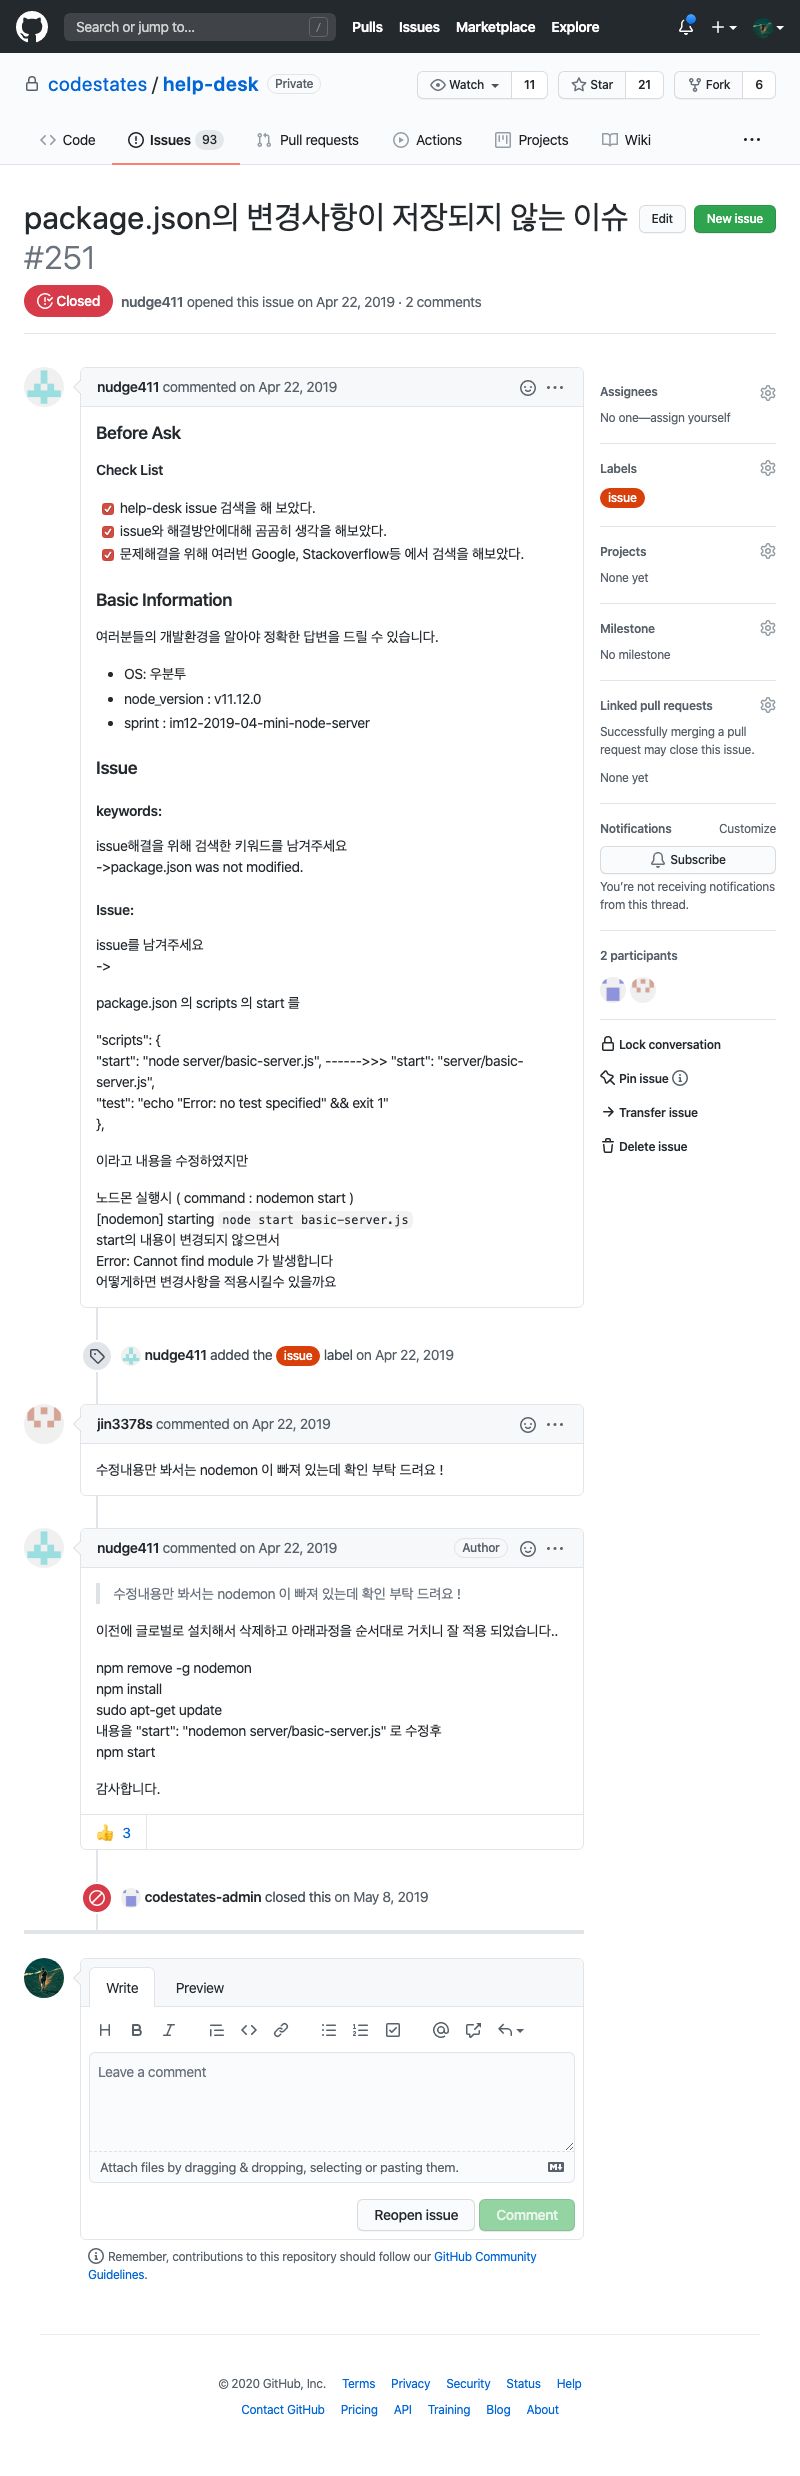 Search or jump to... /
Pulls Issues Marketplace Explore
codestates / help-desk Private
Watch 11 Star 21 Fork 6
Code Issues 93 Pull requests Actions Projects Wiki ...
package.json의 변경사항이 저장되지 않는 이슈
#251
Edit New issue
Closed nudge411 opened this issue on Apr 22, 2019 · 2 comments
nudge411 commented on Apr 22, 2019
Before Ask
Check List
help-desk issue 검색을 해 보았다.
issue와 해결방안에대해 곰곰히 생각을 해보았다.
문제해결을 위해 여러번 Google, Stackoverflow등 에서 검색을 해보았다.
Basic Information
여러분들의 개발환경을 알아야 정확한 답변을 드릴 수 있습니다.
• OS: 우분투
• node_version : v11.12.0
• sprint : im12-2019-04-mini-node-server
Issue
keywords:
issue해결을 위해 검색한 키워드를 남겨주세요
->package.json was not modified.
Issue:
issue를 남겨주세요
->
package.json 의 scripts 의 start 를
"scripts": {
"start": "node server/basic-server.js", ------>>> "start": "server/basic-
server.js",
"test": "echo "Error: no test specified" && exit 1"
},
이라고 내용을 수정하였지만
노드몬 실행시 ( command : nodemon start )
[nodemon] starting node start basic-server.js
start의 내용이 변경되지 않으면서
Error: Cannot find module 가 발생합니다
어떻게하면 변경사항을 적용시킬수 있을까요
Assignees
No one—assign yourself
Labels
issue
Projects
None yet
Milestone
No milestone
Linked pull requests
Successfully merging a pull
request may close this issue.
None yet
Notifications Customize
Subscribe
You're not receiving notifications
from this thread.
2 participants
Lock conversation
Pin issue
Transfer issue
Delete issue
nudge411 added the issue label on Apr 22, 2019
jin3378s commented on Apr 22, 2019
수정내용만 봐서는 nodemon 이 빠져 있는데 확인 부탁 드려요 !
nudge411 commented on Apr 22, 2019 Author
수정내용만 봐서는 nodemon 이 빠져 있는데 확인 부탁 드려요 !
이전에 글로벌로 설치해서 삭제하고 아래과정을 순서대로 거치니 잘 적용 되었습니다..
npm remove -g nodemon
npm install
sudo apt-get update
내용을 "start": "nodemon server/basic-server.js" 로 수정후
npm start
감사합니다.
👍 3
codestates-admin closed this on May 8, 2019
Write Preview
Leave a comment
Attach files by dragging & dropping, selecting or pasting them.
Reopen issue Comment
Remember, contributions to this repository should follow our GitHub Community
Guidelines.
© 2020 GitHub, Inc. Terms Privacy Security Status Help
Contact GitHub Pricing API Training Blog About